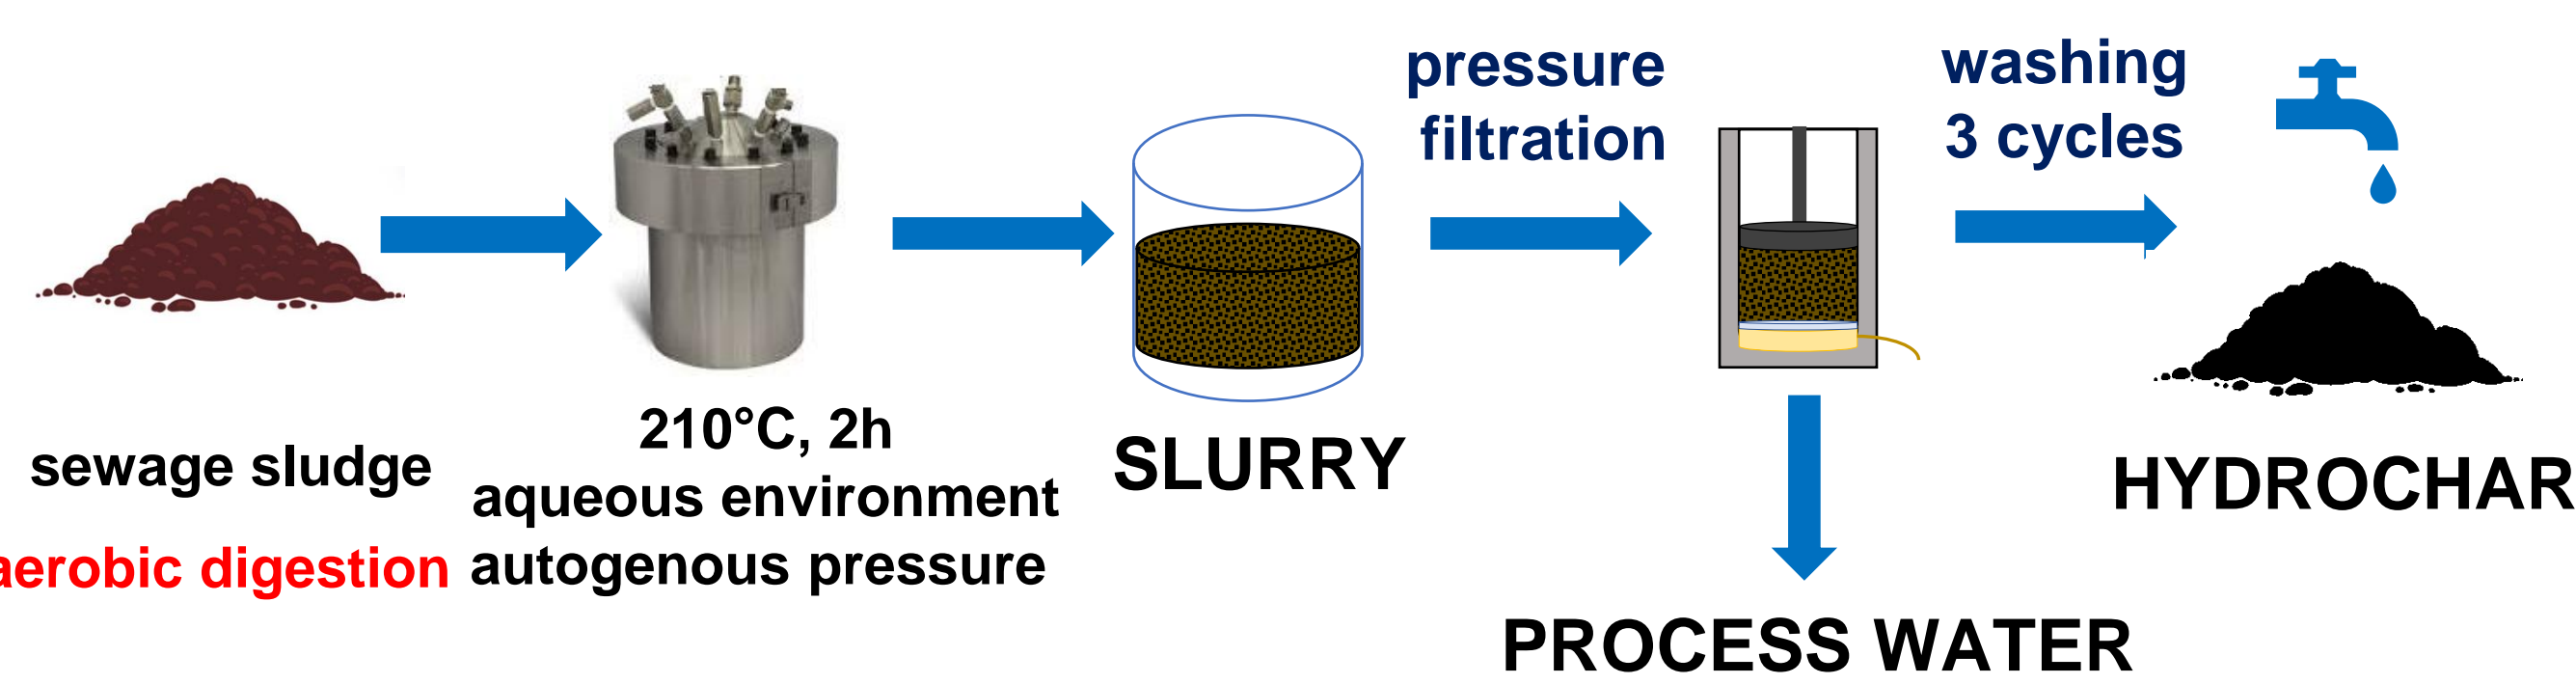 sewage sludge
aerobic digestion
210°C, 2h
aqueous environment
autogenous pressure
SLURRY
pressure
filtration
PROCESS WATER
washing
3 cycles
HYDROCHAR